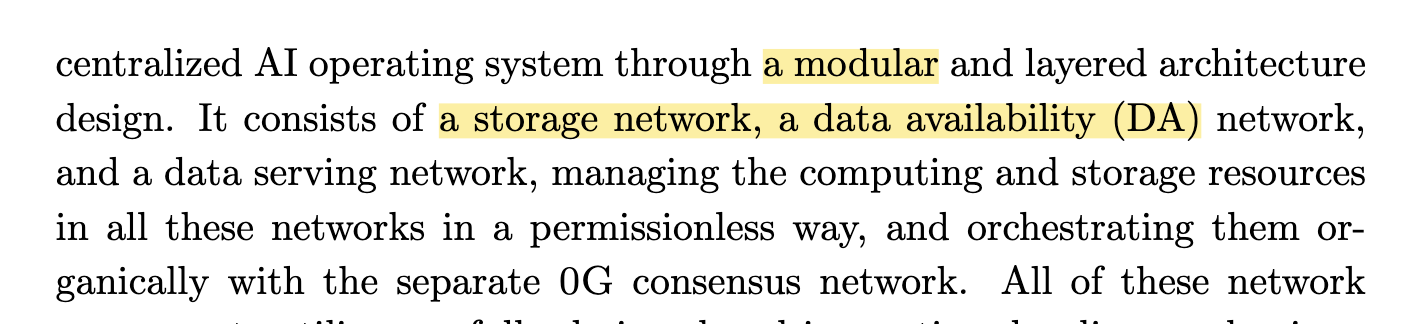 centralized AI operating system through a modular and layered architecture
design. It consists of a storage network, a data availability (DA) network,
and a data serving network, managing the computing and storage resources
in all these networks in a permissionless way, and orchestrating them or-
ganically with the separate 0G consensus network. All of these network